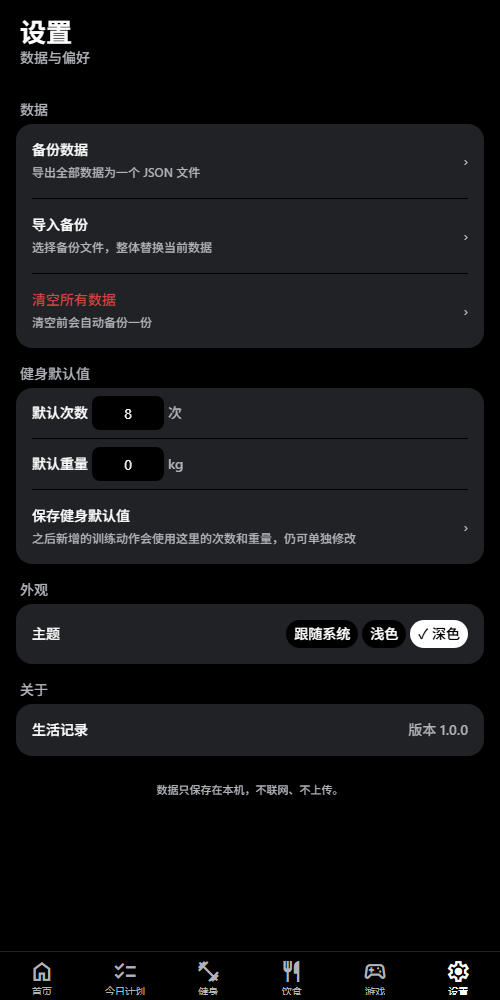 设置
数据与偏好
数据
备份数据
导出全部数据为一个 JSON 文件
导入备份
选择备份文件，整体替换当前数据
清空所有数据
清空前会自动备份一份
健身默认值
默认次数 8 次
默认重量 0 kg
保存健身默认值
之后新增的训练动作会使用这里的次数和重量，仍可单独修改
外观
主题 跟随系统 浅色 ✓ 深色
关于
生活记录 版本 1.0.0
数据只保存在本机，不联网、不上传。
首页 今日计划 健身 饮食 游戏 设置